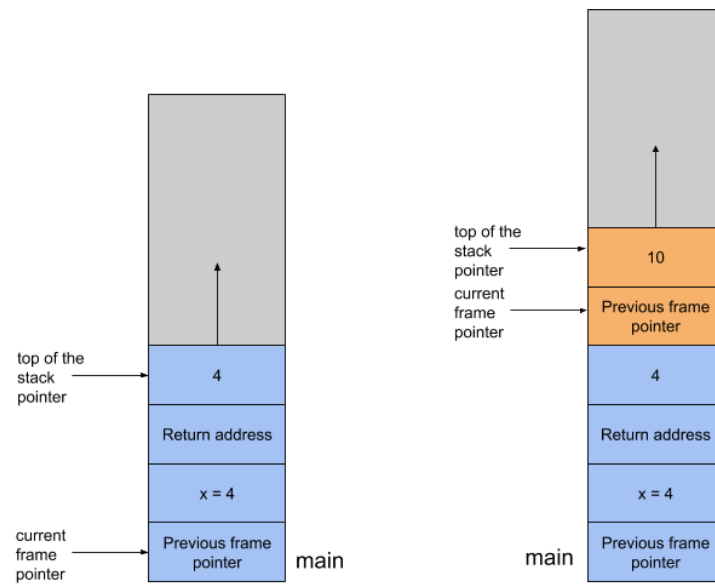 top of the
stack
pointer
4
Return address
x = 4
current
frame
pointer
Previous frame
pointer
main
top of the
stack
pointer
10
current
frame
pointer
Previous frame
pointer
4
Return address
x = 4
main
Previous frame
pointer